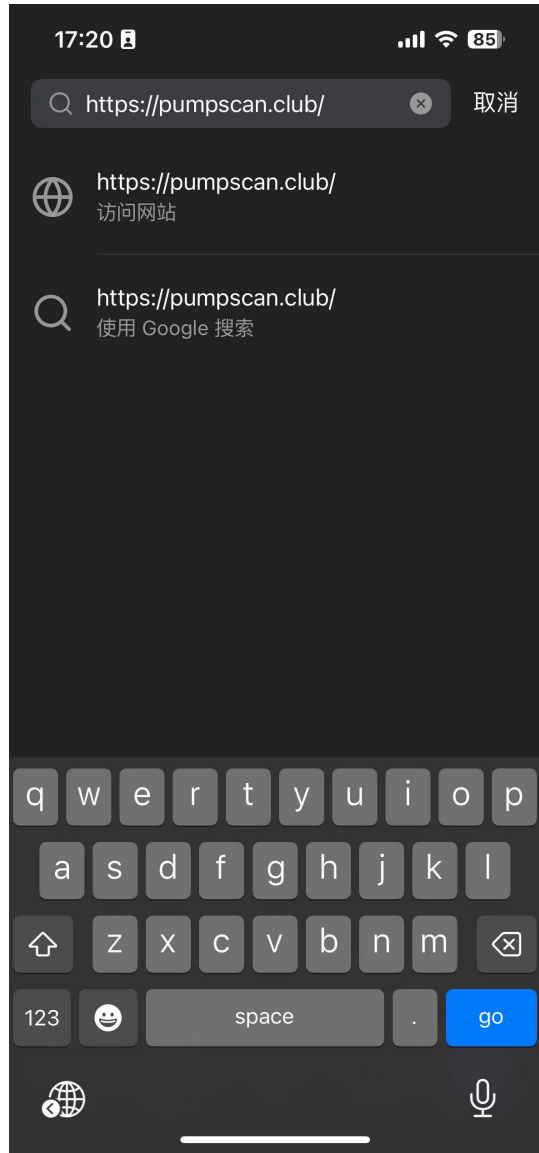 17:20
85
https://pumpscan.club/
取消
https://pumpscan.club/
访问网站
https://pumpscan.club/
使用 Google 搜索
q w e r t y u i o p
a s d f g h j k l
z x c v b n m
123 space . go